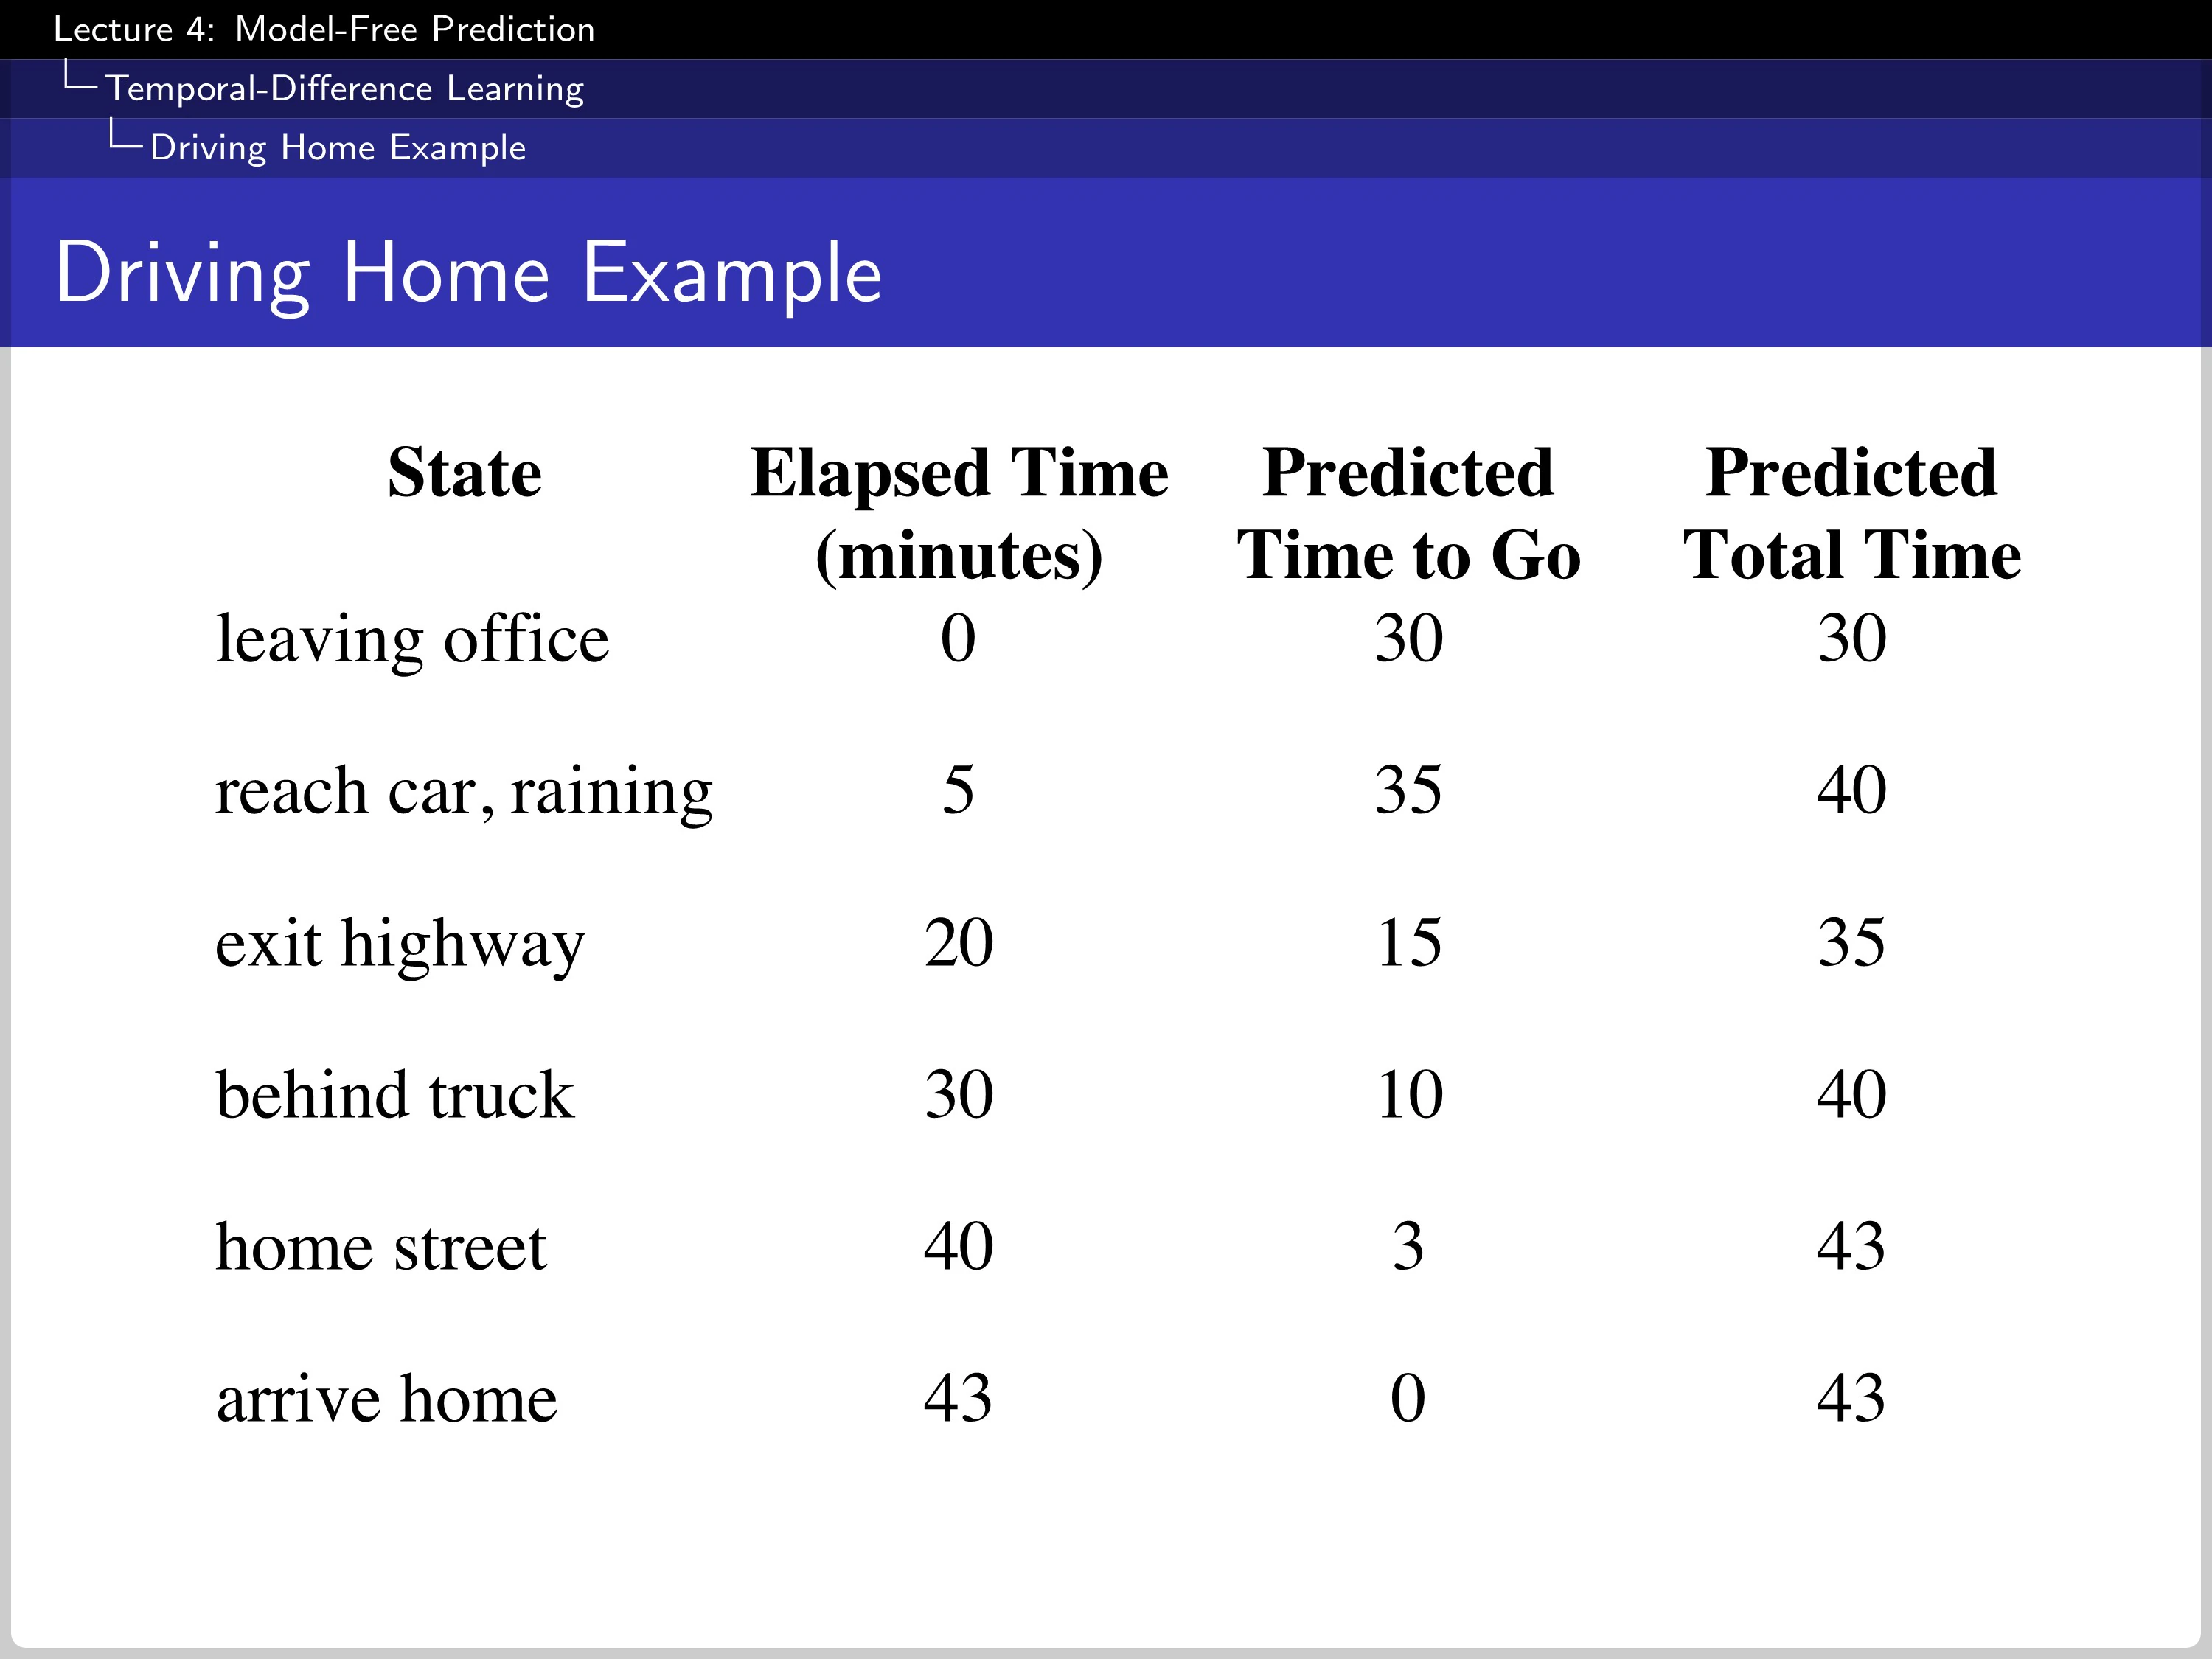 Lecture 4: Model-Free Prediction
Temporal-Difference Learning
Driving Home Example
Driving Home Example
State Elapsed Time Predicted Predicted
(minutes) Time to Go Total Time
leaving office 0 30 30
reach car, raining 5 35 40
exit highway 20 15 35
behind truck 30 10 40
home street 40 3 43
arrive home 43 0 43